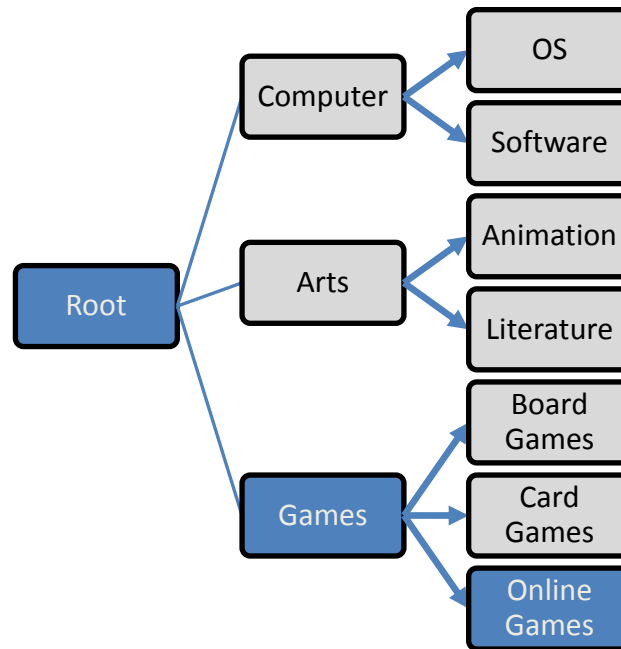 Root
Computer
OS
Software
Arts
Animation
Literature
Games
Board
Games
Card
Games
Online
Games